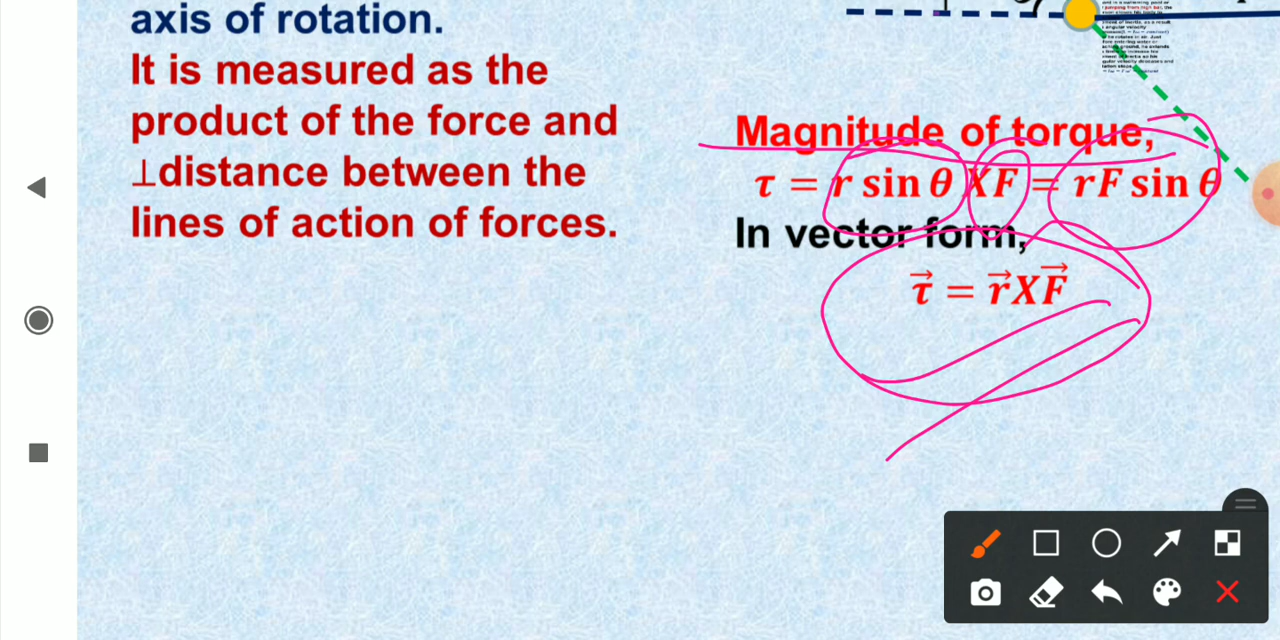 axis of rotation.
It is measured as the
product of the force and
⊥distance between the
lines of action of forces.
Magnitude of torque,
τ = r sin θ XF = rF sin θ
In vector form,
τ⃗ = r⃗XF⃗